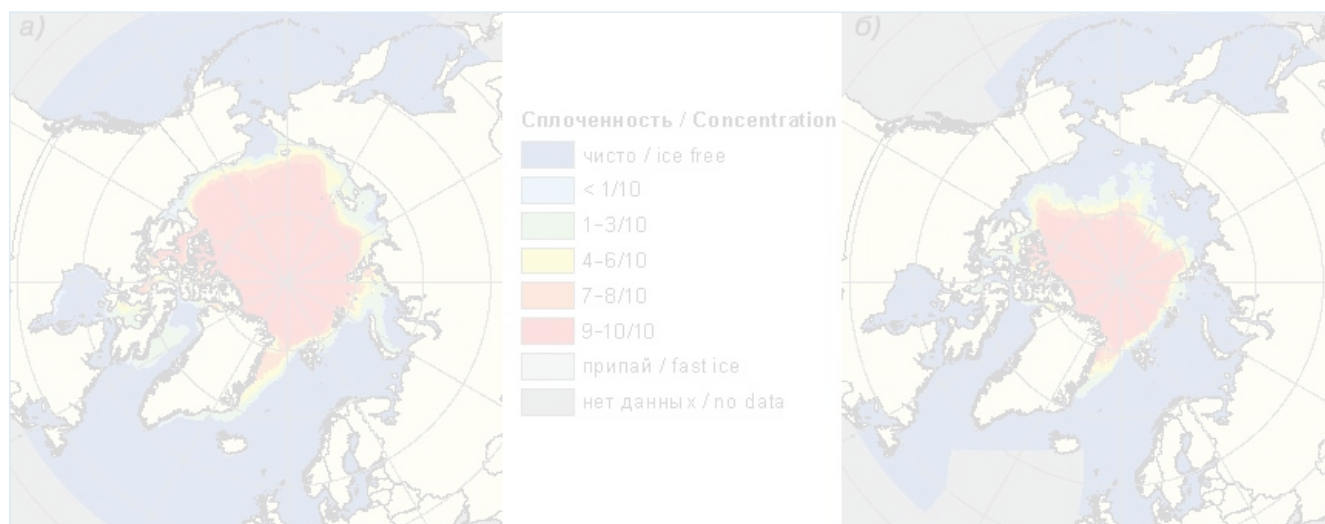 а)
б)
Сплоченность / Concentration
чисто / ice free
< 1/10
1–3/10
4–6/10
7–8/10
9–10/10
припай / fast ice
нет данных / no data